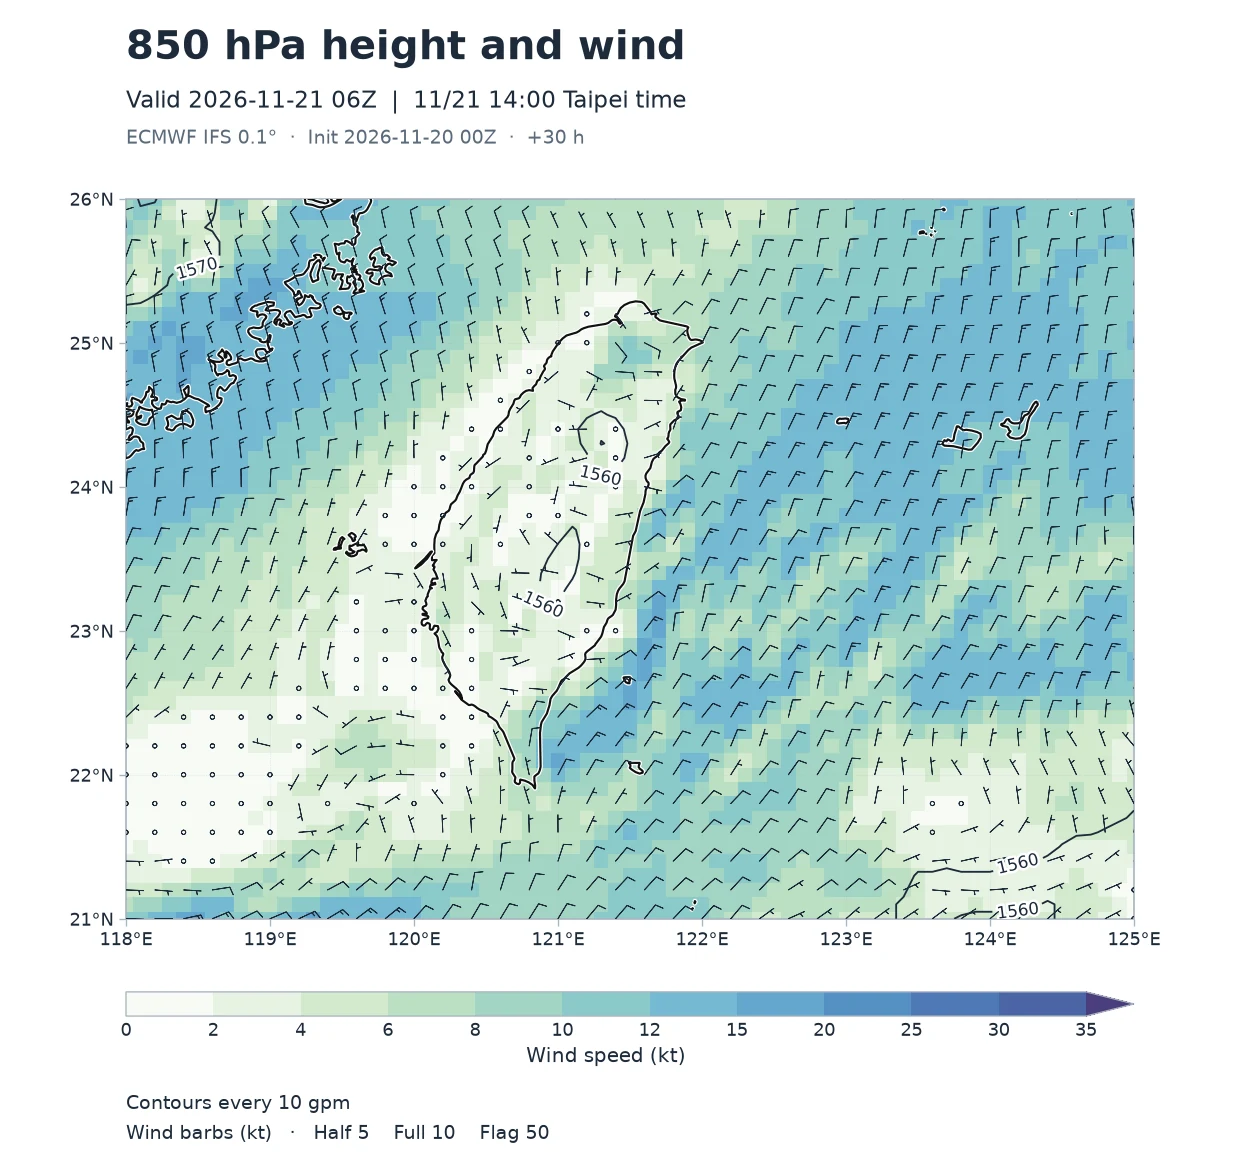 850 hPa height and wind
Valid 2026-11-21 06Z | 11/21 14:00 Taipei time
ECMWF IFS 0.1° · Init 2026-11-20 00Z · +30 h
26°N
1570
25°N
1560
24°N
1560
23°N
22°N
1560
1560
21°N
118°E 119°E 120°E 121°E 122°E 123°E 124°E 125°E
0 2 4 6 8 10 12 15 20 25 30 35
Wind speed (kt)
Contours every 10 gpm
Wind barbs (kt) · Half 5 Full 10 Flag 50